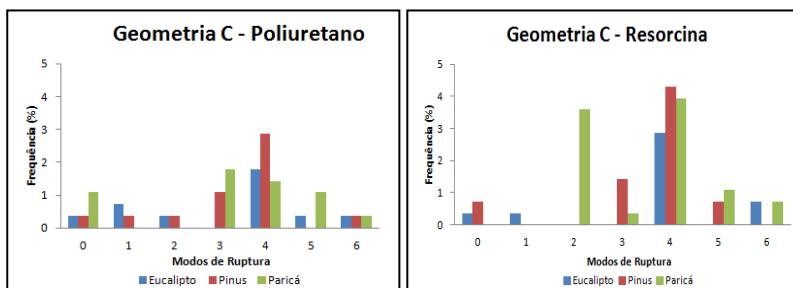 Geometria C - Poliuretano
Frequência (%)
5
4
3
2
1
0
0 1 2 3 4 5 6
Modos de Ruptura
Eucalipto Pinus Paricá
Geometria C - Resorcina
Frequência (%)
5
4
3
2
1
0
0 1 2 3 4 5 6
Modos de Ruptura
Eucalipto Pinus Paricá